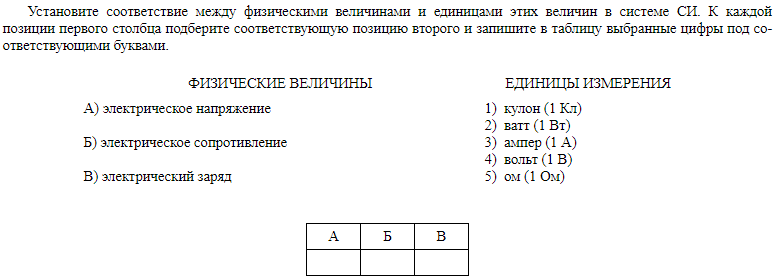 Установите соответствие между физическими величинами и единицами этих величин в системе СИ. К каждой
позиции первого столбца подберите соответствующую позицию второго и запишите в таблицу выбранные цифры под со-
ответствующими буквами.
ФИЗИЧЕСКИЕ ВЕЛИЧИНЫ ЕДИНИЦЫ ИЗМЕРЕНИЯ
А) электрическое напряжение 1) кулон (1 Кл)
2) ватт (1 Вт)
Б) электрическое сопротивление 3) ампер (1 А)
4) вольт (1 В)
В) электрический заряд 5) ом (1 Ом)
А Б В